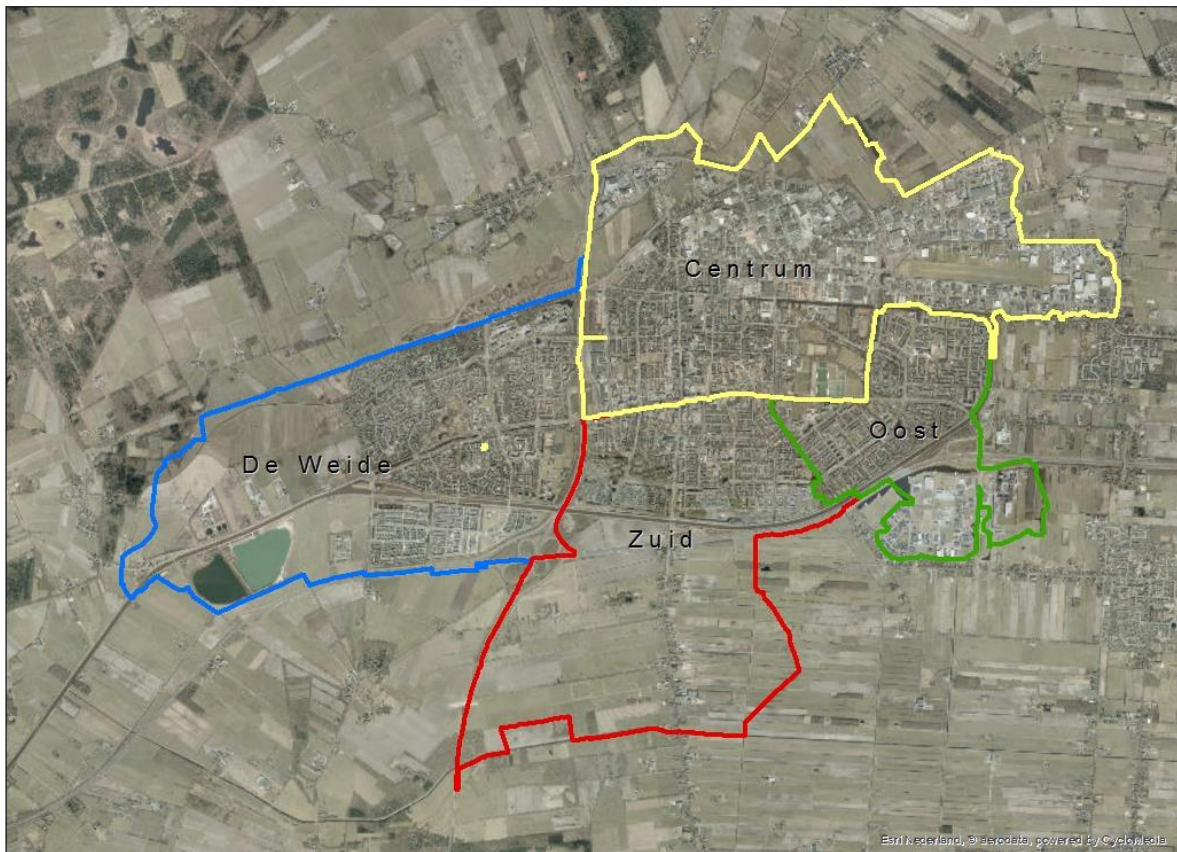 Centrum
Oost
De Weide
Zuid
Esri Nederland, © aerodata, powered by CycloMedia